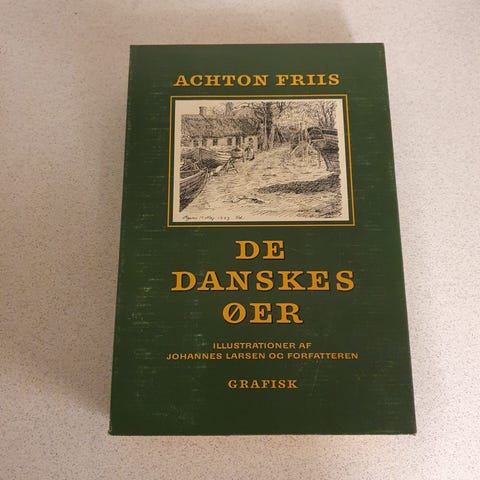 ACHTON FRIIS
DE
DANSKES
ØER
ILLUSTRATIONER AF
JOHANNES LARSEN OG FORFATTEREN
GRAFISK